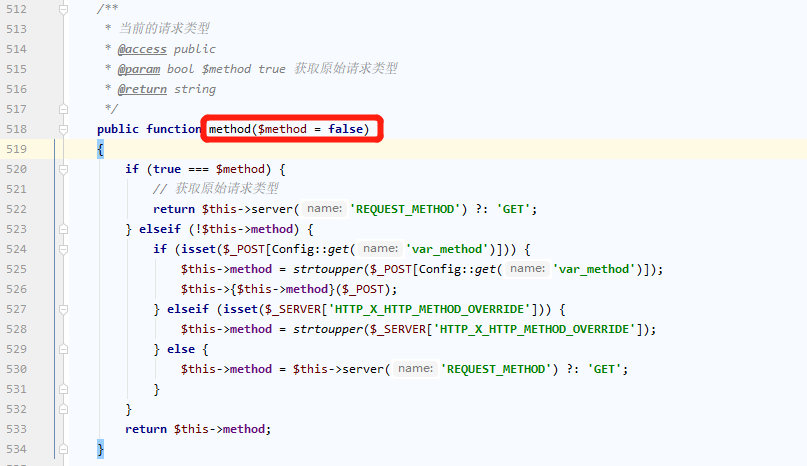 512 /**
513 * 当前的请求类型
514 * @access public
515 * @param bool $method true 获取原始请求类型
516 * @return string
517 */
518 public function method($method = false)
519 {
520 if (true === $method) {
521 // 获取原始请求类型
522 return $this->server( name: 'REQUEST_METHOD') ?: 'GET';
523 } elseif (!$this->method) {
524 if (isset($_POST[Config::get( name: 'var_method')])) {
525 $this->method = strtoupper($_POST[Config::get( name: 'var_method')]);
526 $this->{$this->method}($_POST);
527 } elseif (isset($_SERVER['HTTP_X_HTTP_METHOD_OVERRIDE'])) {
528 $this->method = strtoupper($_SERVER['HTTP_X_HTTP_METHOD_OVERRIDE']);
529 } else {
530 $this->method = $this->server( name: 'REQUEST_METHOD') ?: 'GET';
531 }
532 }
533 return $this->method;
534 }